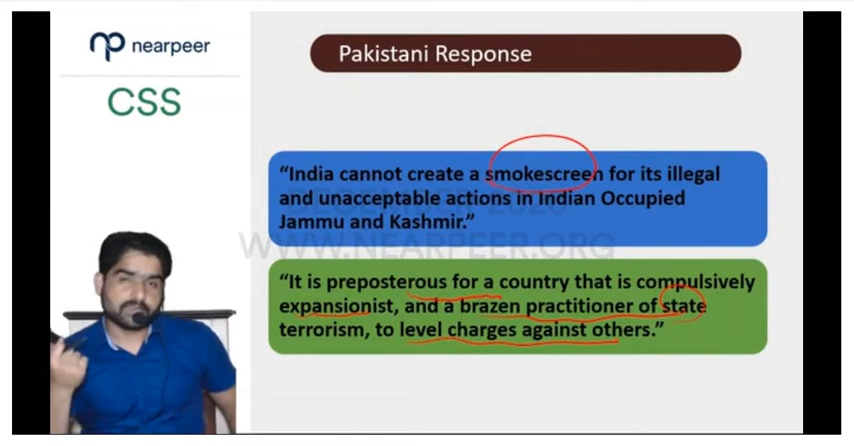 nearpeer
CSS
Pakistani Response
“India cannot create a smokescreen for its illegal
and unacceptable actions in Indian Occupied
Jammu and Kashmir.”
WWW.NEARPEER.ORG
“It is preposterous for a country that is compulsively
expansionist, and a brazen practitioner of state
terrorism, to level charges against others.”